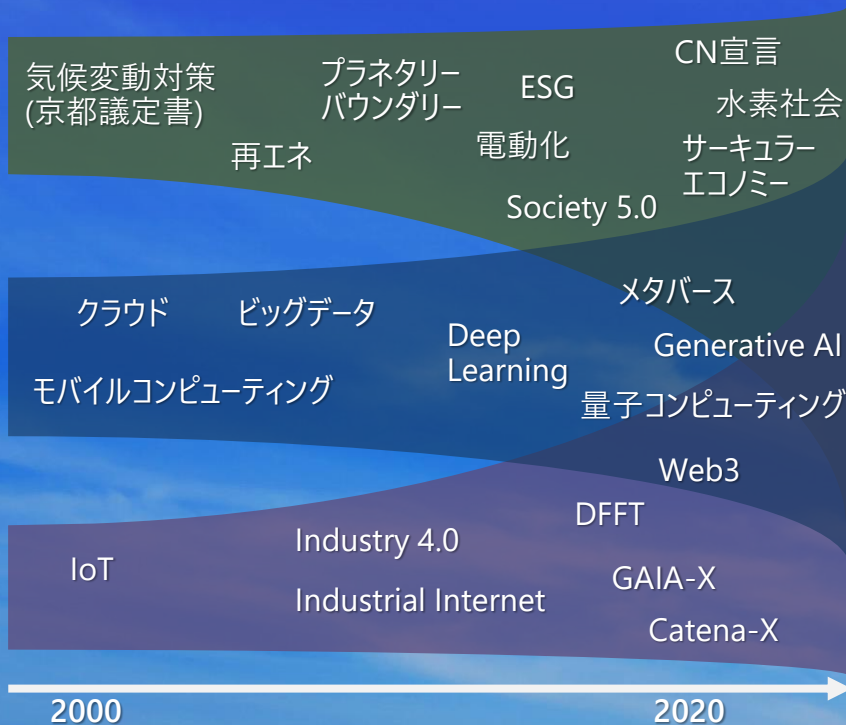 気候変動対策
(京都議定書)
プラネタリー
バウンダリー
ESG
CN宣言
水素社会
再エネ
電動化
サーキュラー
エコノミー
Society 5.0
クラウド
ビッグデータ
メタバース
Deep
Learning
Generative AI
モバイルコンピューティング
量子コンピューティング
Web3
DFFT
IoT
Industry 4.0
GAIA-X
Industrial Internet
Catena-X
2000
2020